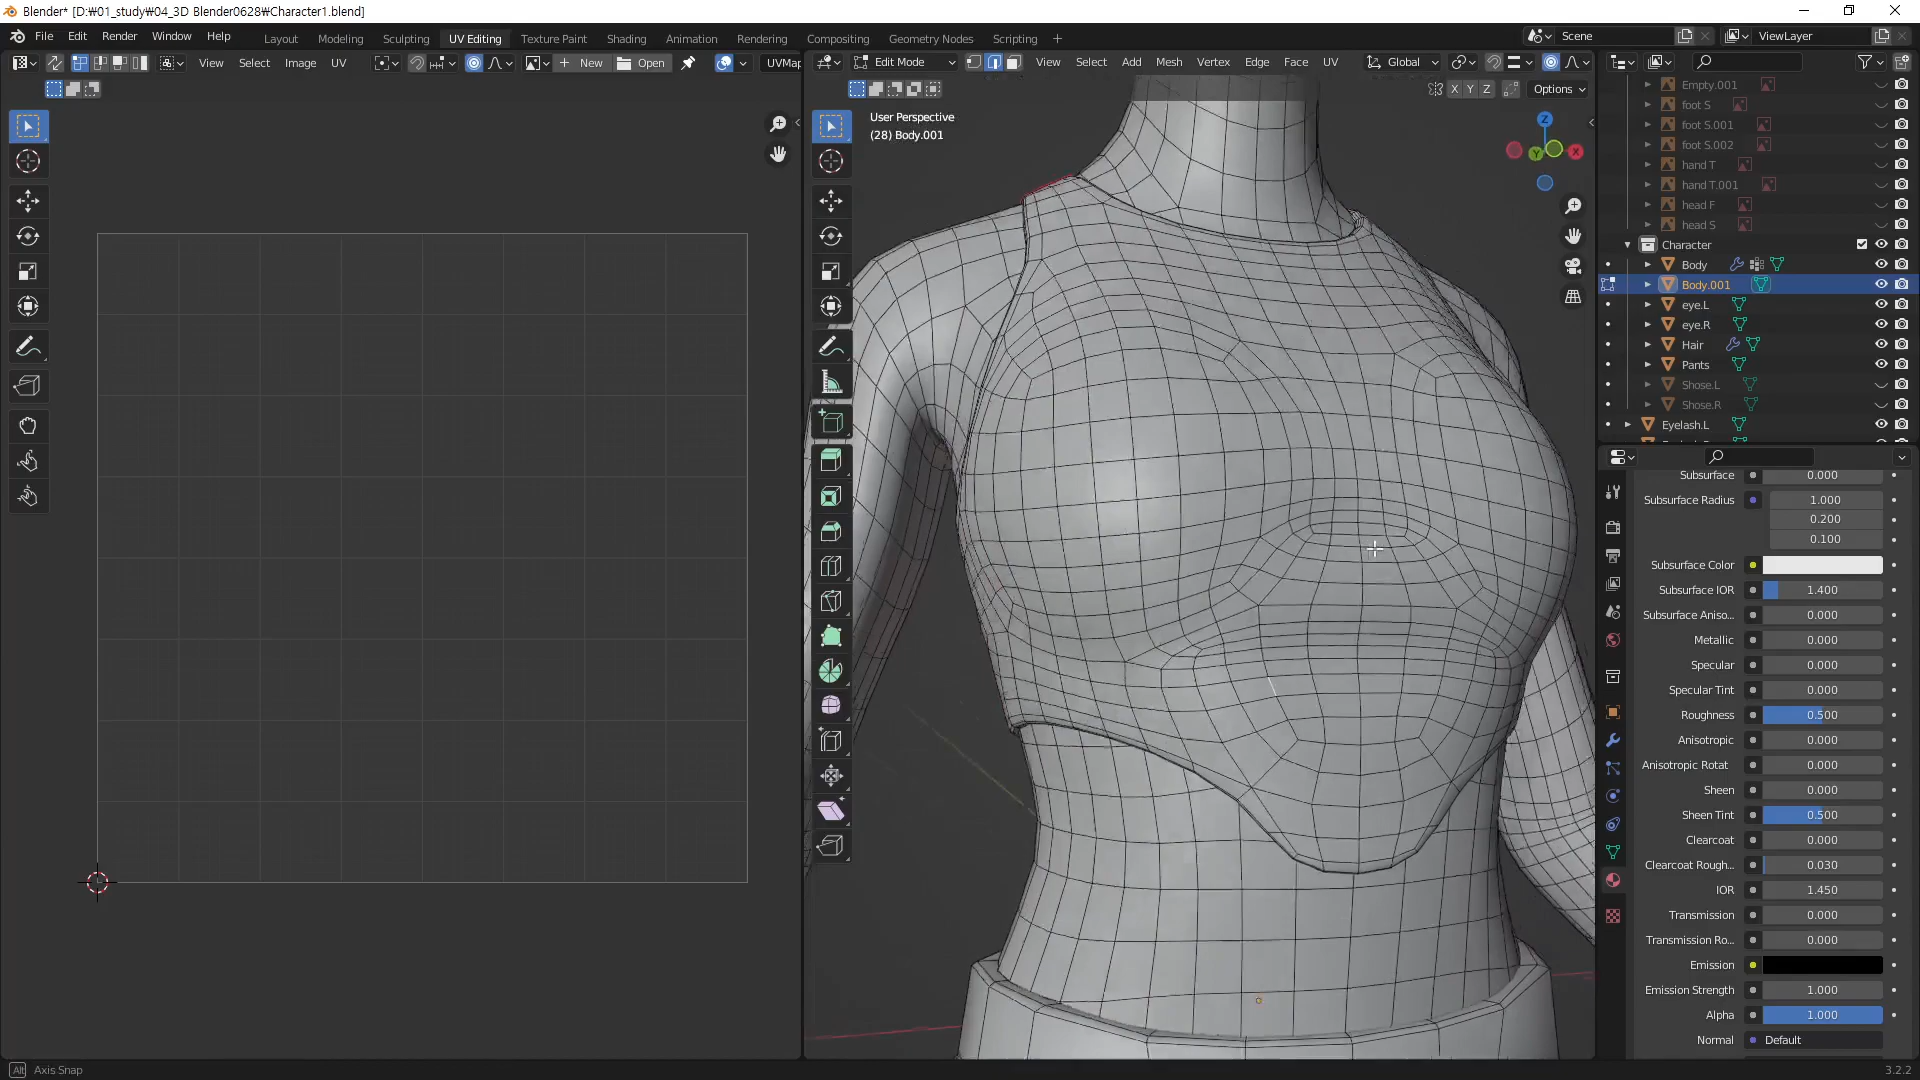 Blender* [D:₩01_study₩04_3D Blender0628₩Character1.blend]
File Edit Render Window Help
Layout Modeling Sculpting UV Editing Texture Paint Shading Animation Rendering Compositing Geometry Nodes Scripting +
Scene ViewLayer
View Select Image UV New Open UVMap
Edit Mode View Select Add Mesh Vertex Edge Face UV Global
X Y Z Options
User Perspective
(28) Body.001
Z
Y
X
Empty.001
foot S
foot S.001
foot S.002
hand T
hand T.001
head F
head S
Character
Body
Body.001
eye.L
eye.R
Hair
Pants
Shose.L
Shose.R
Eyelash.L
Subsurface 0.000
Subsurface Radius 1.000
0.200
0.100
Subsurface Color
Subsurface IOR 1.400
Subsurface Aniso... 0.000
Metallic 0.000
Specular 0.000
Specular Tint 0.000
Roughness 0.500
Anisotropic 0.000
Anisotropic Rotat 0.000
Sheen 0.000
Sheen Tint 0.500
Clearcoat 0.000
Clearcoat Rough... 0.030
IOR 1.450
Transmission 0.000
Transmission Ro... 0.000
Emission
Emission Strength 1.000
Alpha 1.000
Normal Default
Alt Axis Snap
3.2.2